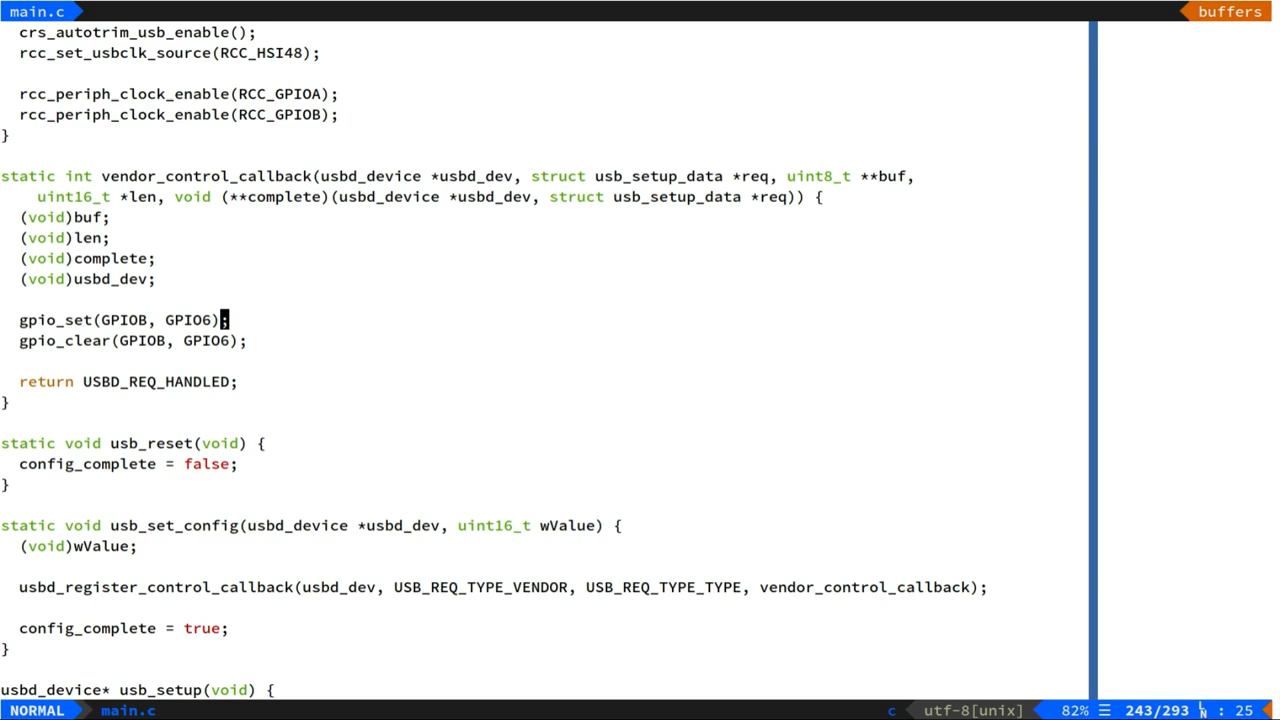 main.c buffers
crs_autotrim_usb_enable();
rcc_set_usbclk_source(RCC_HSI48);
rcc_periph_clock_enable(RCC_GPIOA);
rcc_periph_clock_enable(RCC_GPIOB);
}
static int vendor_control_callback(usbd_device *usbd_dev, struct usb_setup_data *req, uint8_t **buf,
uint16_t *len, void (**complete)(usbd_device *usbd_dev, struct usb_setup_data *req)) {
(void)buf;
(void)len;
(void)complete;
(void)usbd_dev;
gpio_set(GPIOB, GPIO6);
gpio_clear(GPIOB, GPIO6);
return USBD_REQ_HANDLED;
}
static void usb_reset(void) {
config_complete = false;
}
static void usb_set_config(usbd_device *usbd_dev, uint16_t wValue) {
(void)wValue;
usbd_register_control_callback(usbd_dev, USB_REQ_TYPE_VENDOR, USB_REQ_TYPE_TYPE, vendor_control_callback);
config_complete = true;
}
usbd_device* usb_setup(void) {
NORMAL main.c c utf-8[unix] 82% ☰ 243/293 LN : 25